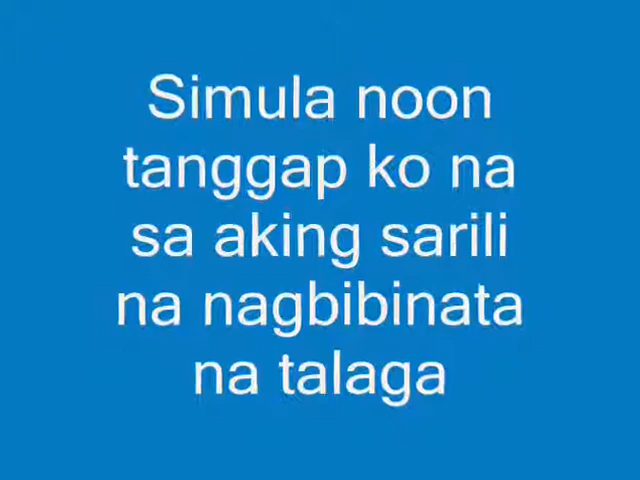 Simula noon
tanggap ko na
sa aking sarili
na nagbibinata
na talaga